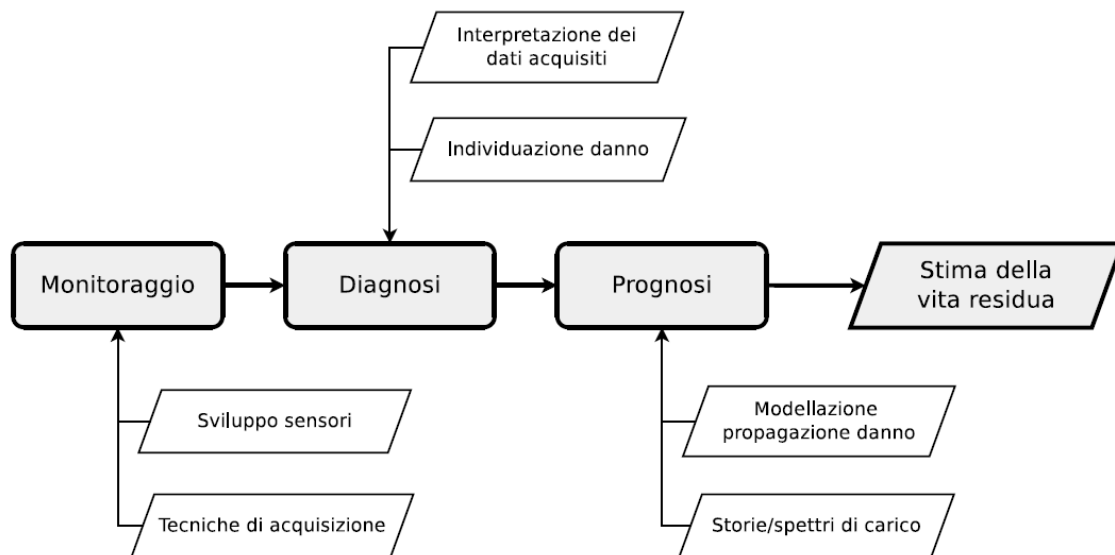 Interpretazione dei
dati acquisiti
Individuazione danno
Monitoraggio
Diagnosi
Prognosi
Stima della
vita residua
Sviluppo sensori
Tecniche di acquisizione
Modellazione
propagazione danno
Storie/spettri di carico